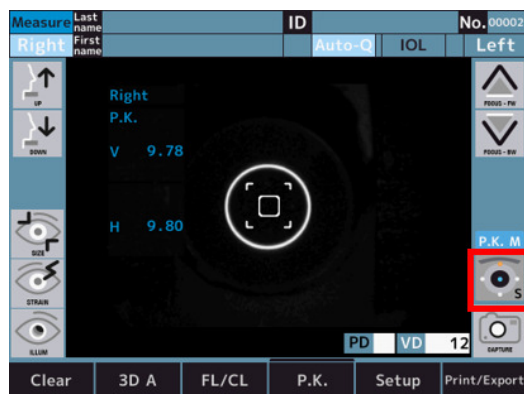 Measure Last name ID No. 00002
Right First name Auto-Q IOL Left
UP
FOCUS - FW
Right
P.K.
DOWN
V 9.78
FOCUS - BW
H 9.80
SIZE
P.K. M
STRAIN
S
ILLUM
PD VD 12
CAPTURE
Clear 3D A FL/CL P.K. Setup Print/Export